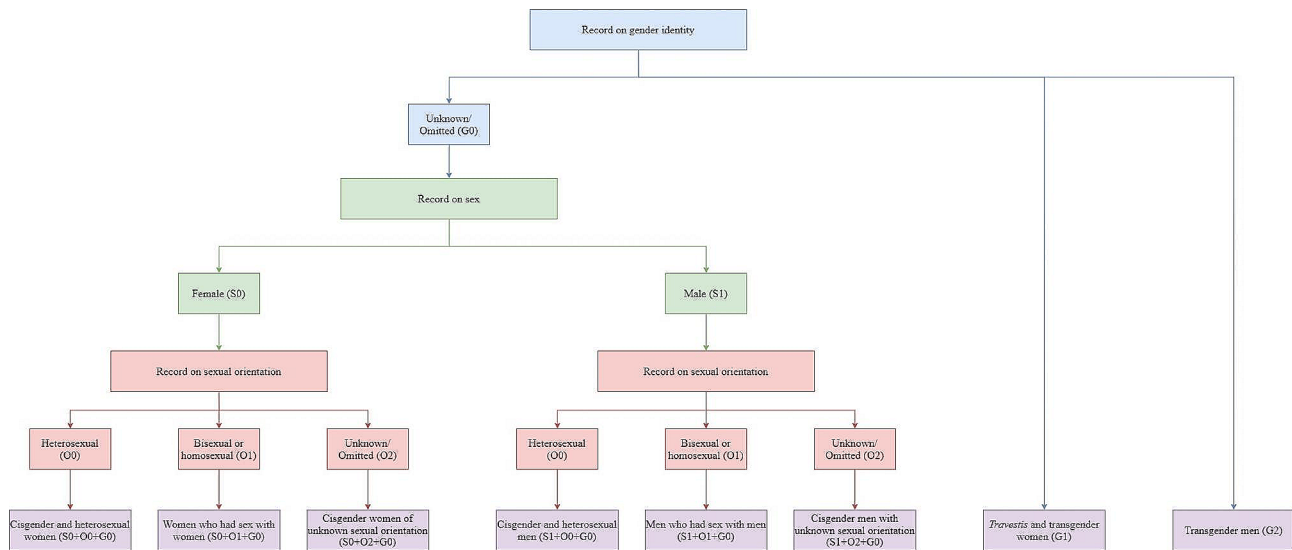 Record on gender identity
Unknown/
Omitted (G0)
Record on sex
Female (S0)
Male (S1)
Record on sexual orientation
Record on sexual orientation
Heterosexual
(O0)
Bisexual or
homosexual (O1)
Unknown/
Omitted (O2)
Heterosexual
(O0)
Bisexual or
homosexual (O1)
Unknown/
Omitted (O2)
Cisgender and heterosexual
women (S0+O0+G0)
Women who had sex with
women (S0+O1+G0)
Cisgender women of
unknown sexual orientation
(S0+O2+G0)
Cisgender and heterosexual
men (S1+O0+G0)
Men who had sex with men
(S1+O1+G0)
Cisgender men with
unknown sexual orientation
(S1+O2+G0)
Travestis and transgender
women (G1)
Transgender men (G2)